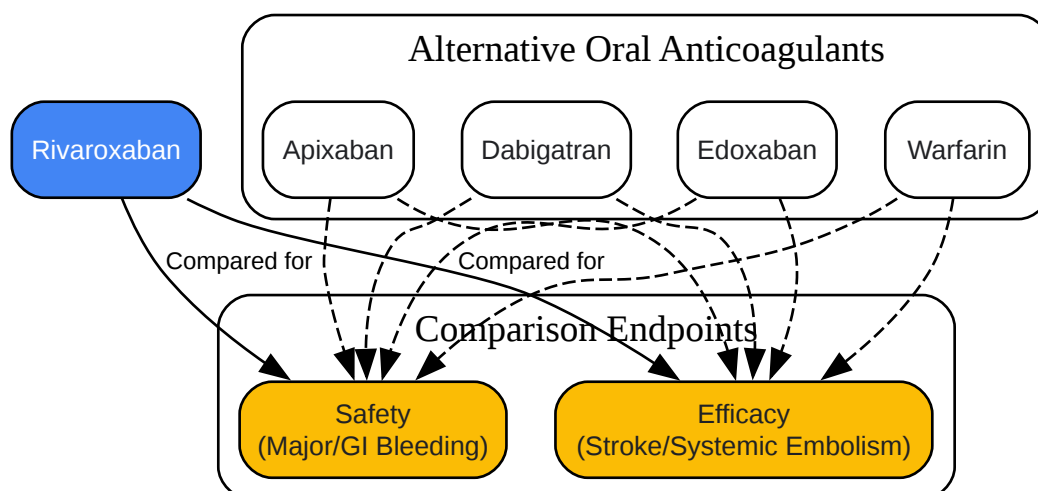 Alternative Oral Anticoagulants
Rivaroxaban
Apixaban
Dabigatran
Edoxaban
Warfarin
Compared for
Compared for
Comparison Endpoints
Safety
(Major/GI Bleeding)
Efficacy
(Stroke/Systemic Embolism)